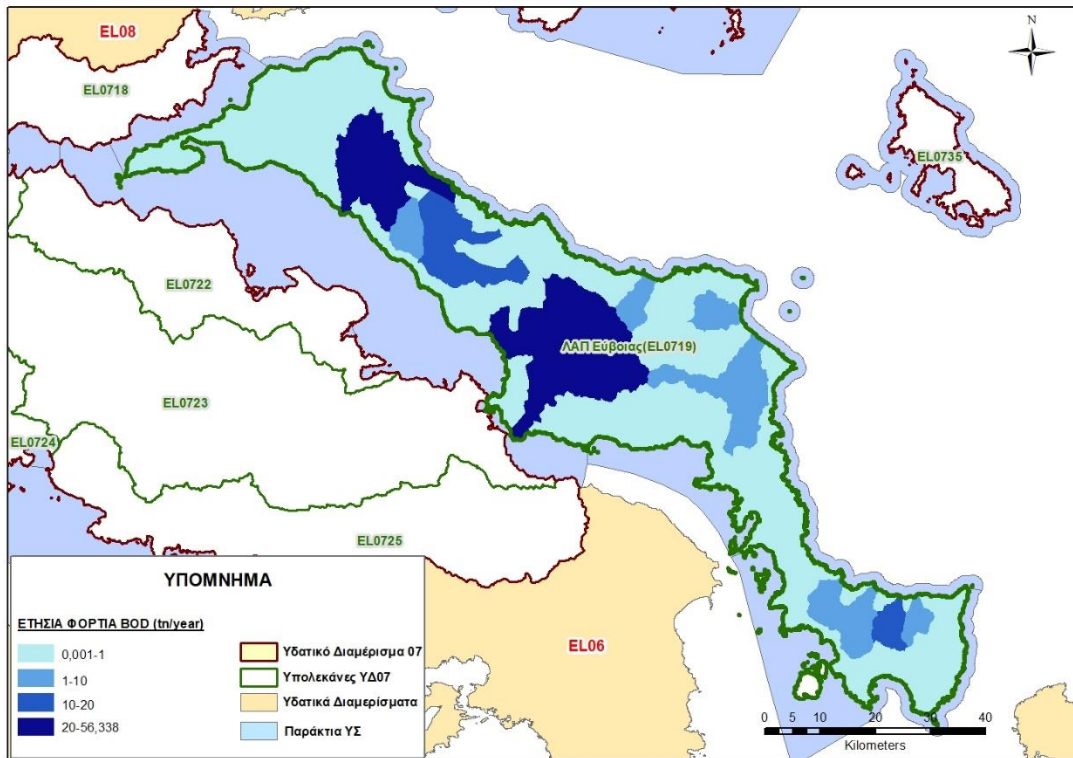 EL08
N
EL0718
EL0735
EL0722
ΛΑΠ Εύβοιας(EL0719)
EL0723
EL0724
EL0725
EL06
ΥΠΟΜΝΗΜΑ
ΕΤΗΣΙΑ ΦΟΡΤΙΑ BOD (tn/year)
0,001-1
1-10
10-20
20-56,338
Υδατικό Διαμέρισμα 07
Υπολεκάνες ΥΔ07
Υδατικά Διαμερίσματα
Παράκτια ΥΣ
0 5 10 20 30 40
Kilometers